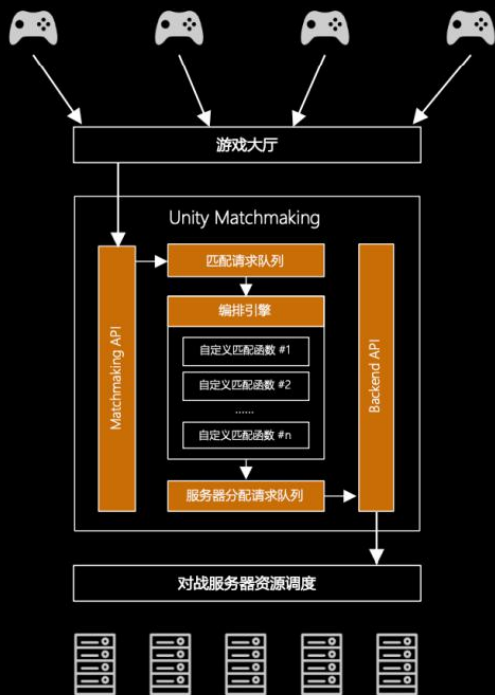 游戏大厅
Unity Matchmaking
Matchmaking API
匹配请求队列
编排引擎
自定义匹配函数 #1
自定义匹配函数 #2
......
自定义匹配函数 #n
服务器分配请求队列
Backend API
对战服务器资源调度